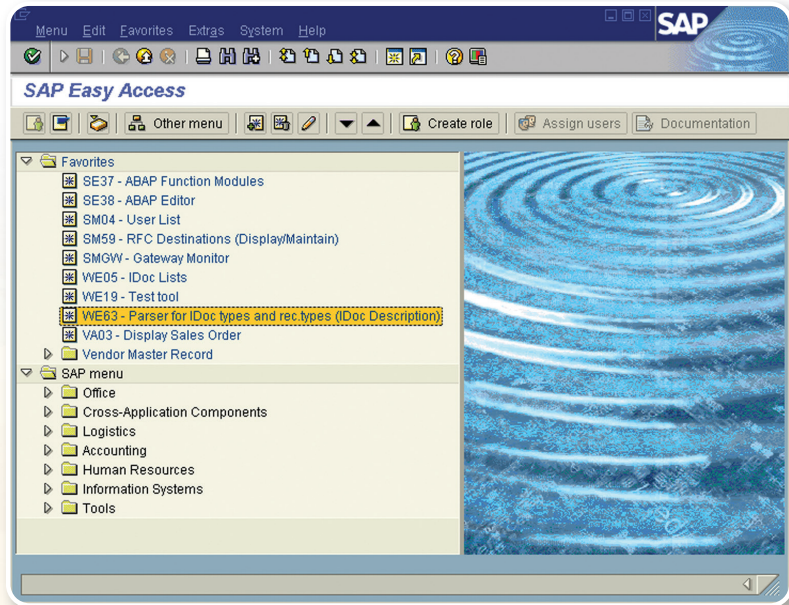 Menu Edit Favorites Extras System Help
SAP
SAP Easy Access
Other menu Create role Assign users Documentation
Favorites
SE37 - ABAP Function Modules
SE38 - ABAP Editor
SM04 - User List
SM59 - RFC Destinations (Display/Maintain)
SMGW - Gateway Monitor
WE05 - IDoc Lists
WE19 - Test tool
WE63 - Parser for IDoc types and rec.types (IDoc Description)
VA03 - Display Sales Order
Vendor Master Record
SAP menu
Office
Cross-Application Components
Logistics
Accounting
Human Resources
Information Systems
Tools